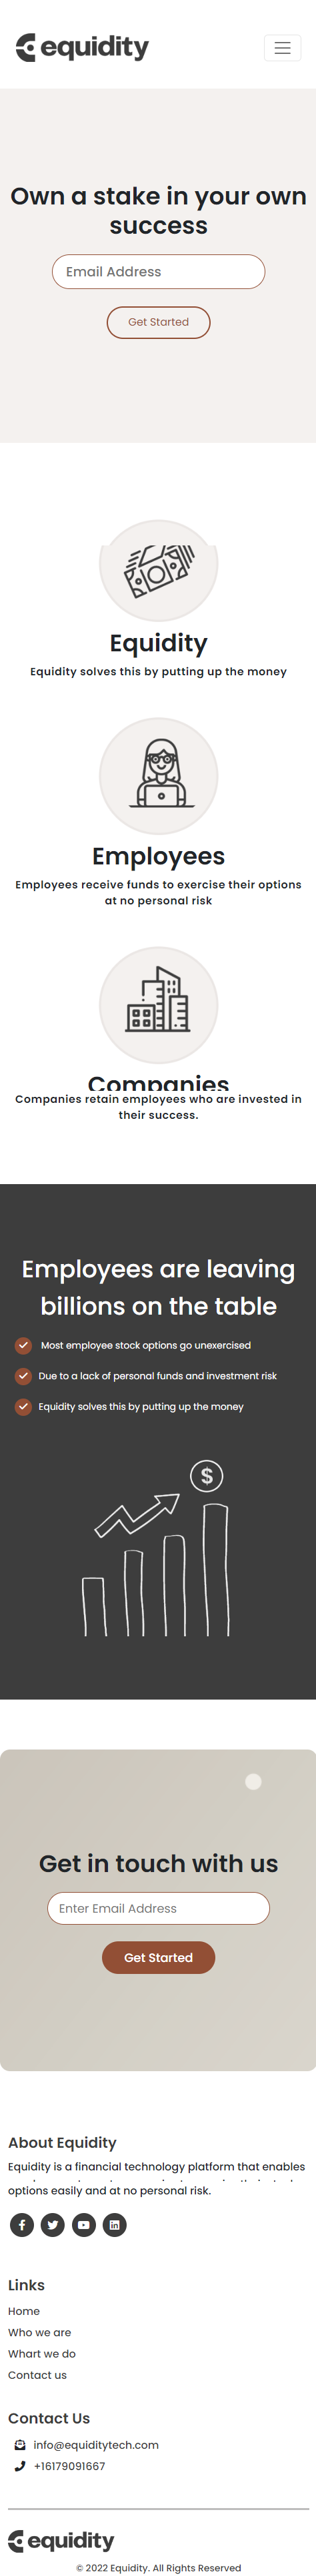 equidity
Own a stake in your own
success
Email Address
Get Started
Equidity
Equidity solves this by putting up the money
Employees
Employees receive funds to exercise their options
at no personal risk
Companies
Companies retain employees who are invested in
their success.
Employees are leaving
billions on the table
Most employee stock options go unexercised
Due to a lack of personal funds and investment risk
Equidity solves this by putting up the money
$
Get in touch with us
Enter Email Address
Get Started
About Equidity
Equidity is a financial technology platform that enables
options easily and at no personal risk.
Links
Home
Who we are
Whart we do
Contact us
Contact Us
info@equiditytech.com
+16179091667
equidity
© 2022 Equidity. All Rights Reserved